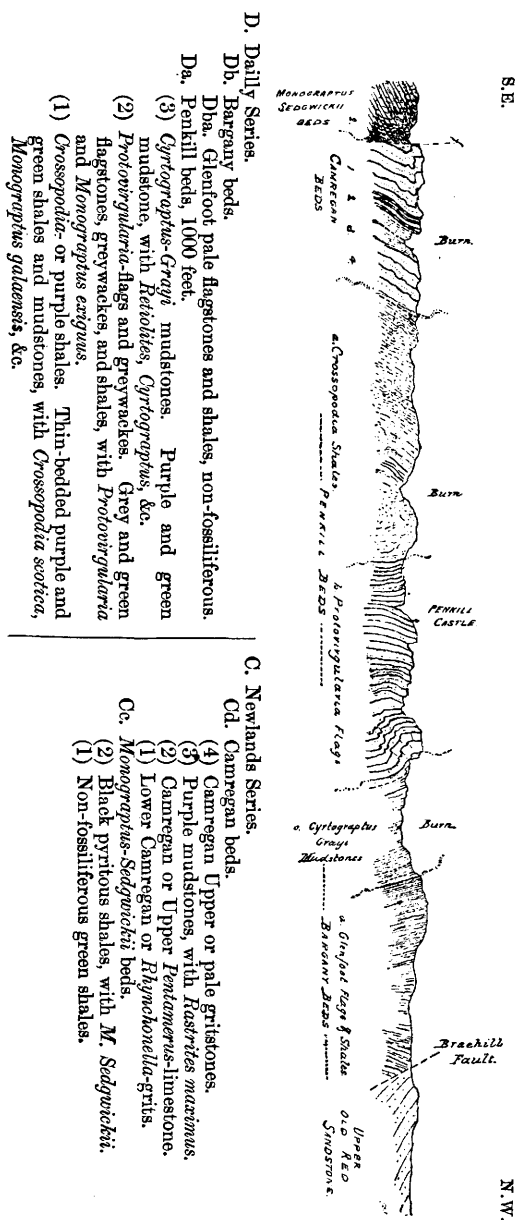 S.E.
N.W.
MONOGRAPTUS
SEDGWICKII
BEDS
2.
1 2 3 4
CAMREGAN
BEDS
Burn.
a. Crossopodia Shales.
Burn
PENKILL BEDS
b. Protovirgularia Flags
PENKILL
CASTLE.
Burn
c. Cyrtograptus
Grayi
Mudstones
a. Glenfoot Flags & Shales
BARGANY BEDS
Braehill
Fault.
UPPER
OLD RED
SANDSTONE.
D. Dailly Series.
Db. Bargany beds.
Dba. Glenfoot pale flagstones and shales, non-fossiliferous.
Da. Penkill beds, 1000 feet.
(3) Cyrtograptus-Grayi mudstones. Purple and green
mudstone, with Retiolites, Cyrtograptus, &c.
(2) Protovirgularia-flags and greywackes. Grey and green
flagstones, greywackes, and shales, with Protovirgularia
and Monograptus exiguus.
(1) Crossopodia- or purple shales. Thin-bedded purple and
green shales and mudstones, with Crossopodia scotica,
Monograptus galaensis, &c.
C. Newlands Series.
Cd. Camregan beds.
(4) Camregan Upper or pale gritstones.
(3) Purple mudstones, with Rastrites maximus.
(2) Camregan or Upper Pentamerus-limestone.
(1) Lower Camregan or Rhynchonella-grits.
Cc. Monograptus-Sedgwickii beds.
(2) Black pyritous shales, with M. Sedgwickii.
(1) Non-fossiliferous green shales.